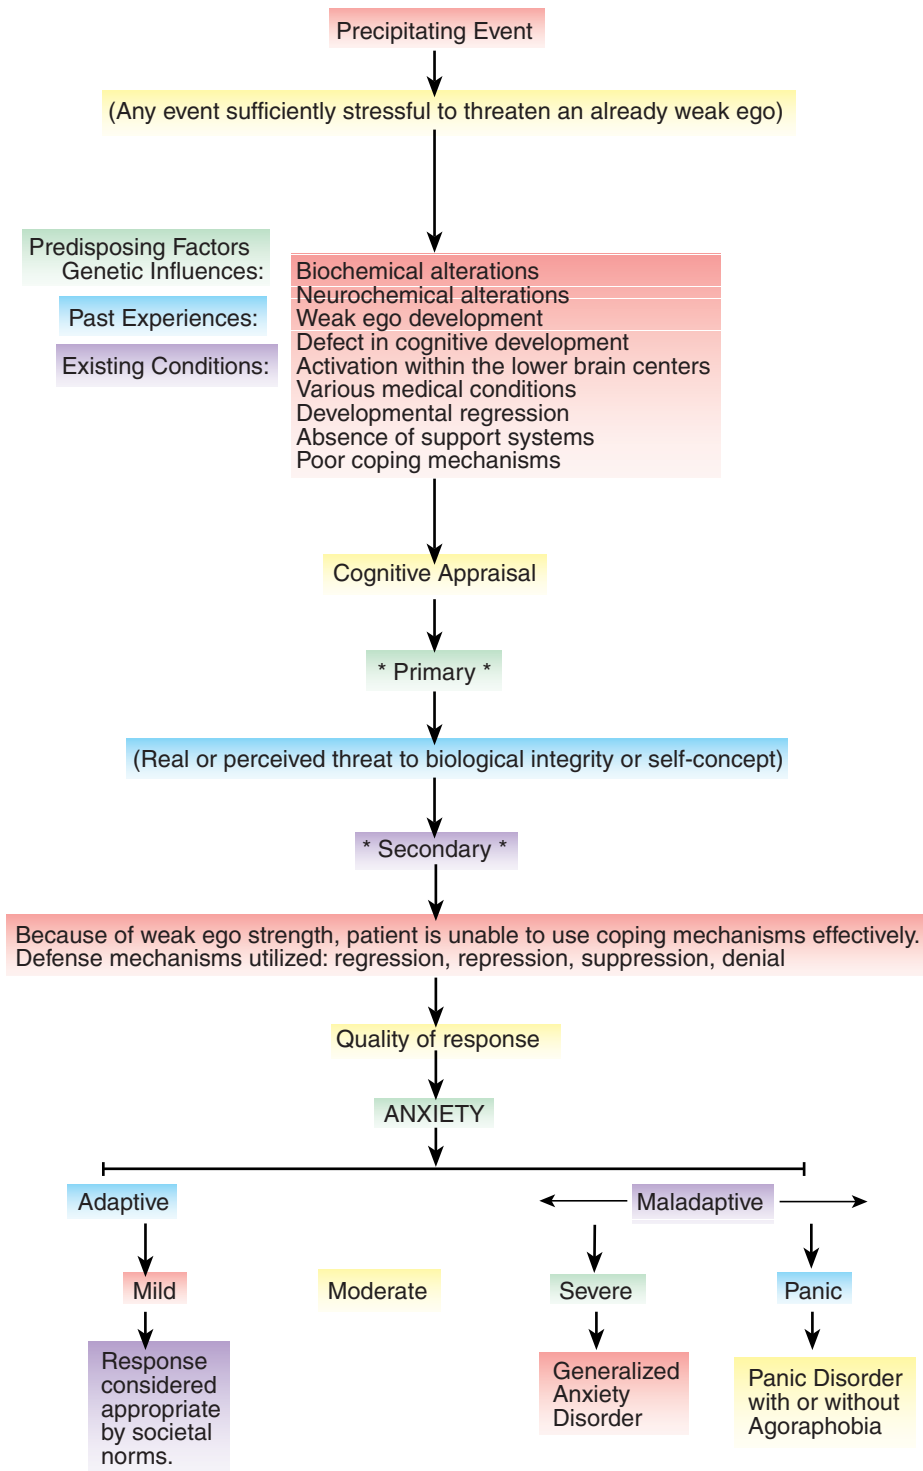 Precipitating Event
(Any event sufficiently stressful to threaten an already weak ego)
Predisposing Factors
Genetic Influences:
Biochemical alterations
Neurochemical alterations
Past Experiences:
Weak ego development
Defect in cognitive development
Existing Conditions:
Activation within the lower brain centers
Various medical conditions
Developmental regression
Absence of support systems
Poor coping mechanisms
Cognitive Appraisal
* Primary *
(Real or perceived threat to biological integrity or self-concept)
* Secondary *
Because of weak ego strength, patient is unable to use coping mechanisms effectively.
Defense mechanisms utilized: regression, repression, suppression, denial
Quality of response
ANXIETY
Adaptive
Maladaptive
Mild
Moderate
Severe
Panic
Response
considered
appropriate
by societal
norms.
Generalized
Anxiety
Disorder
Panic Disorder
with or without
Agoraphobia